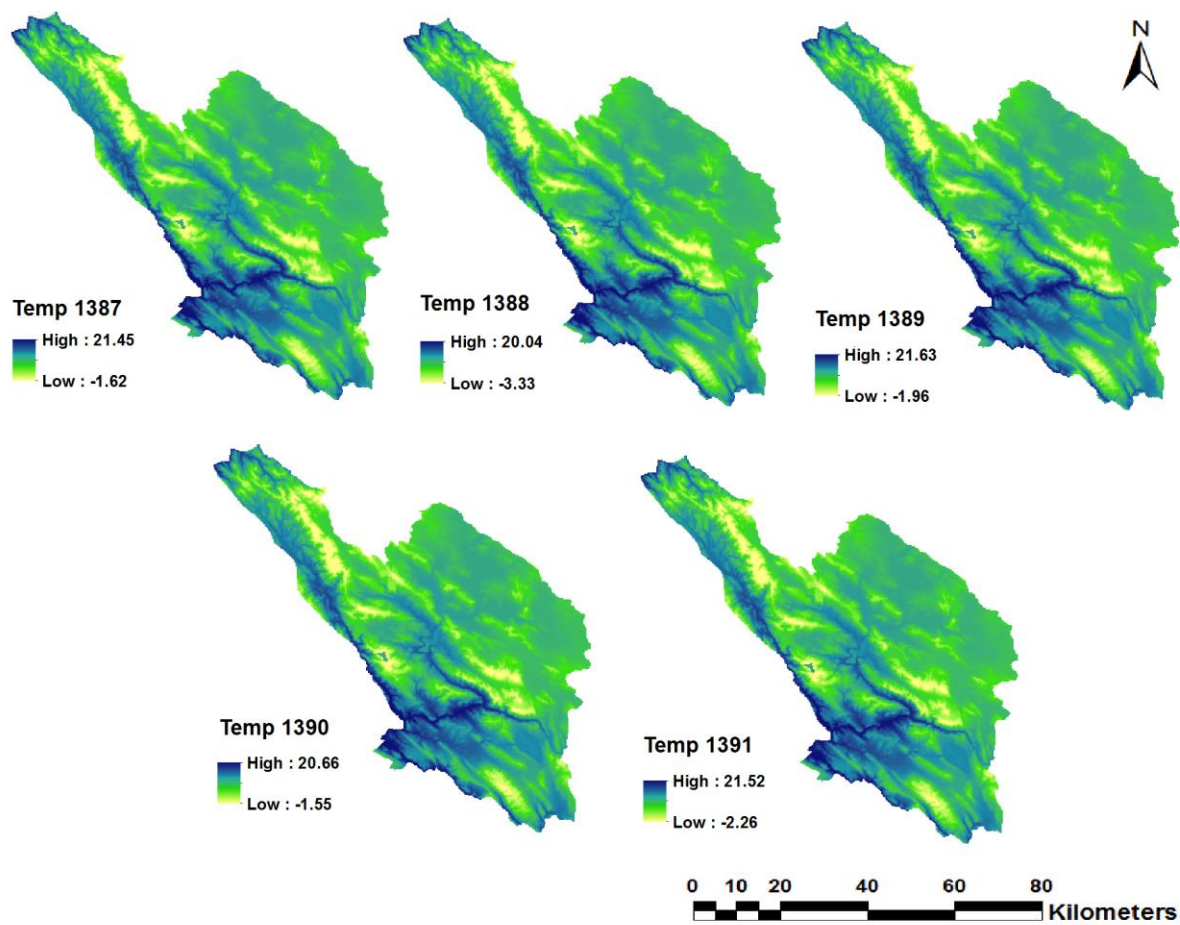 N
Temp 1387
High : 21.45
Low : -1.62
Temp 1388
High : 20.04
Low : -3.33
Temp 1389
High : 21.63
Low : -1.96
Temp 1390
High : 20.66
Low : -1.55
Temp 1391
High : 21.52
Low : -2.26
0 10 20 40 60 80
Kilometers